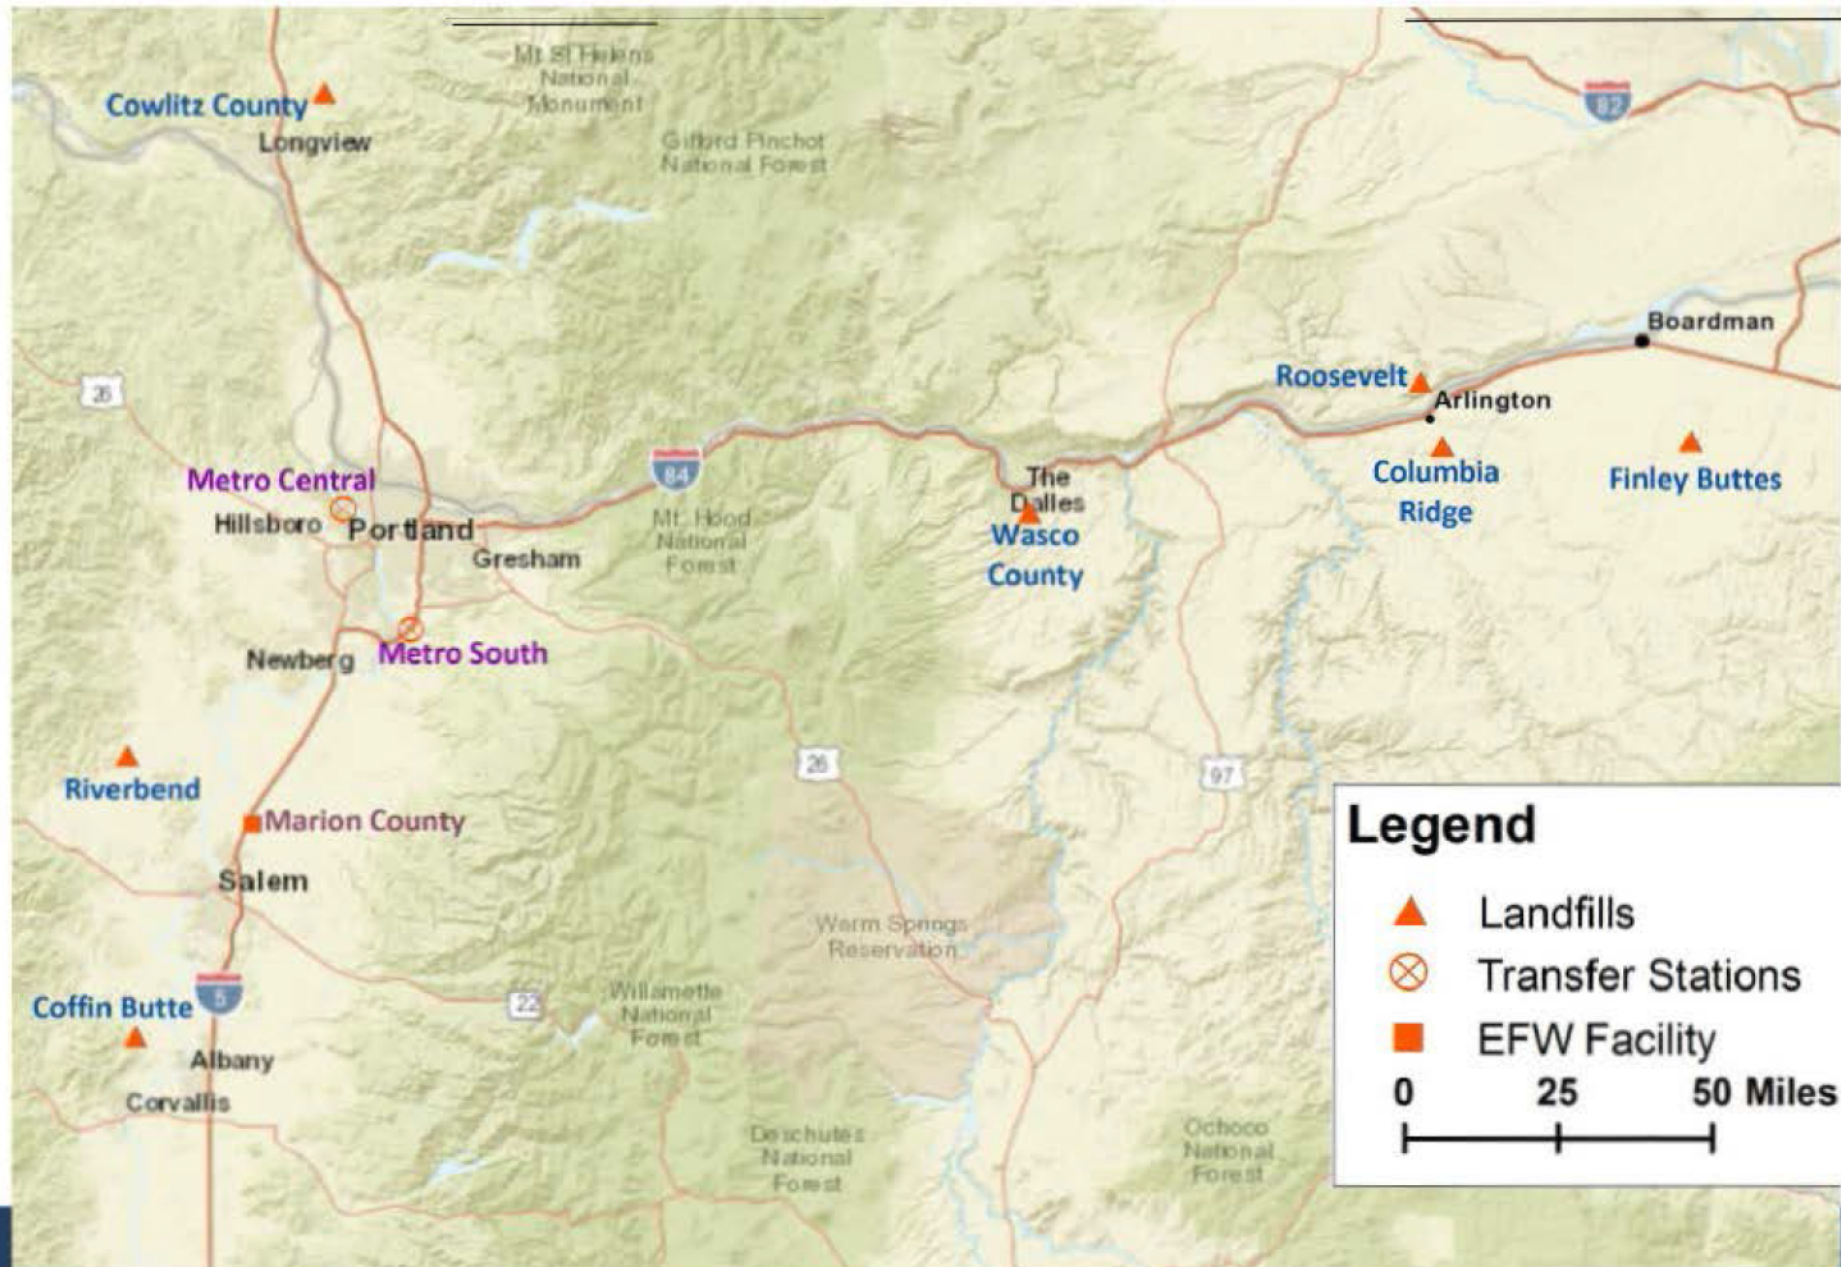 Mt St Helens
National
Monument
82
Cowlitz County
Longview
Gifford Pinchot
National Forest
Boardman
26
Roosevelt
Arlington
84
The
Dalles
Columbia
Ridge
Finley Buttes
Metro Central
Hillsboro
Portland
Gresham
Mt. Hood
National
Forest
Wasco
County
Newberg
Metro South
26
97
Riverbend
Marion County
Salem
Warm Springs
Reservation
Coffin Butte
5
22
Willamette
National
Forest
Albany
Corvallis
Deschutes
National
Forest
Ochoco
National
Forest
Legend
Landfills
Transfer Stations
EFW Facility
0 25 50 Miles